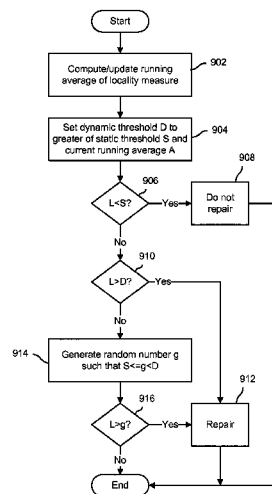 Start
Compute/update running
average of locality measure
902
Set dynamic threshold D to
greater of static threshold S and
current running average A
904
906
L<S?
Yes
Do not
repair
908
No
910
L>D?
Yes
No
914
Generate random number g
such that S<=g<D
916
L>g?
Yes
Repair
912
No
End